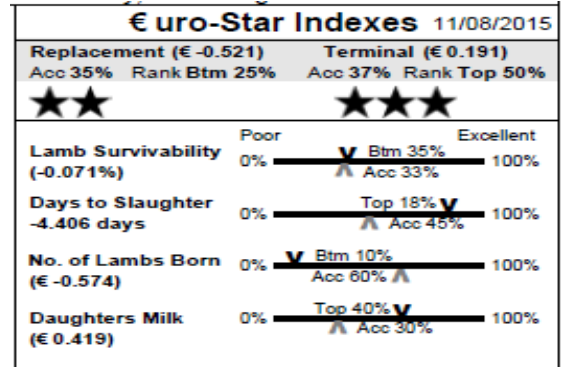 €uro-Star Indexes 11/08/2015
Replacement (€ -0.521) Terminal (€ 0.191)
Acc 35% Rank Btm 25% Acc 37% Rank Top 50%
Poor Excellent
Lamb Survivability 0% Btm 35% 100%
(-0.071%) Acc 33%
Days to Slaughter 0% Top 18% 100%
-4.406 days Acc 45%
No. of Lambs Born 0% Btm 10% 100%
(€ -0.574) Acc 60%
Daughters Milk 0% Top 40% 100%
(€ 0.419) Acc 30%